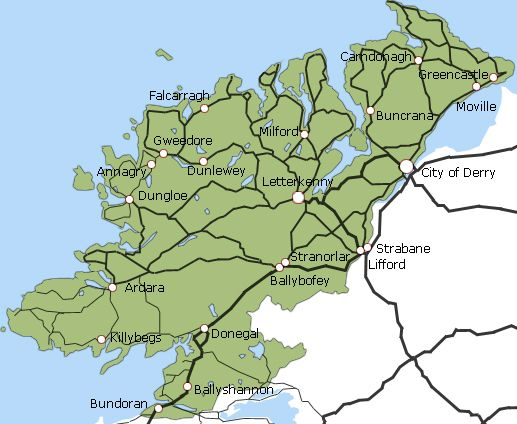 Carndonagh
Greencastle
Moville
Falcarragh
Buncrana
Milford
Gweedore
Annagry
Dunlewey
City of Derry
Letterkenny
Dungloe
Strabane
Stranorlar
Lifford
Ballybofey
Ardara
Donegal
Killybegs
Ballyshannon
Bundoran